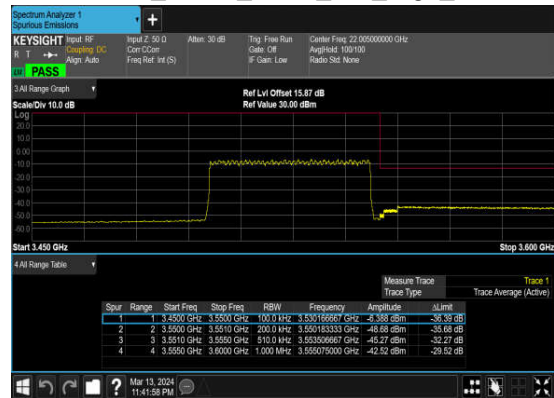 Spectrum Analyzer 1
Spurious Emissions
+
KEYSIGHT Input: RF Input Z: 50 Ω Atten: 30 dB Trig: Free Run Center Freq: 22.005000000 GHz
R T Coupling: DC Corr CCorr Gate: Off Avg|Hold: 100/100
Align: Auto Freq Ref: Int (S) IF Gain: Low Radio Std: None
PASS
3 All Range Graph
Ref Lvl Offset 15.87 dB
Scale/Div 10.0 dB Ref Value 30.00 dBm
Log
20.0
10.0
0.00
-10.0
-20.0
-30.0
-40.0
-50.0
-60.0
Start 3.450 GHz Stop 3.600 GHz
4 All Range Table
Measure Trace Trace 1
Trace Type Trace Average (Active)
Spur Range Start Freq Stop Freq RBW Frequency Amplitude ΔLimit
1 1 3.4500 GHz 3.5500 GHz 100.0 kHz 3.530166667 GHz -6.388 dBm -36.39 dB
2 2 3.5500 GHz 3.5510 GHz 200.0 kHz 3.550183333 GHz -48.68 dBm -35.68 dB
3 3 3.5510 GHz 3.5550 GHz 510.0 kHz 3.553506667 GHz -45.27 dBm -32.27 dB
4 4 3.5550 GHz 3.6000 GHz 1.000 MHz 3.555075000 GHz -42.52 dBm -29.52 dB
? Mar 13, 2024
11:41:58 PM